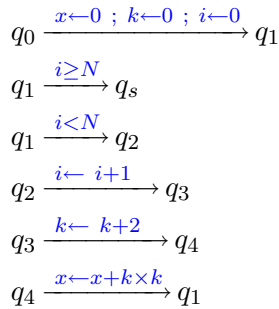 q₀ x←0 ; k←0 ; i←0 q₁
q₁ i≥N qₛ
q₁ i<N q₂
q₂ i← i+1 q₃
q₃ k← k+2 q₄
q₄ x←x+k×k q₁